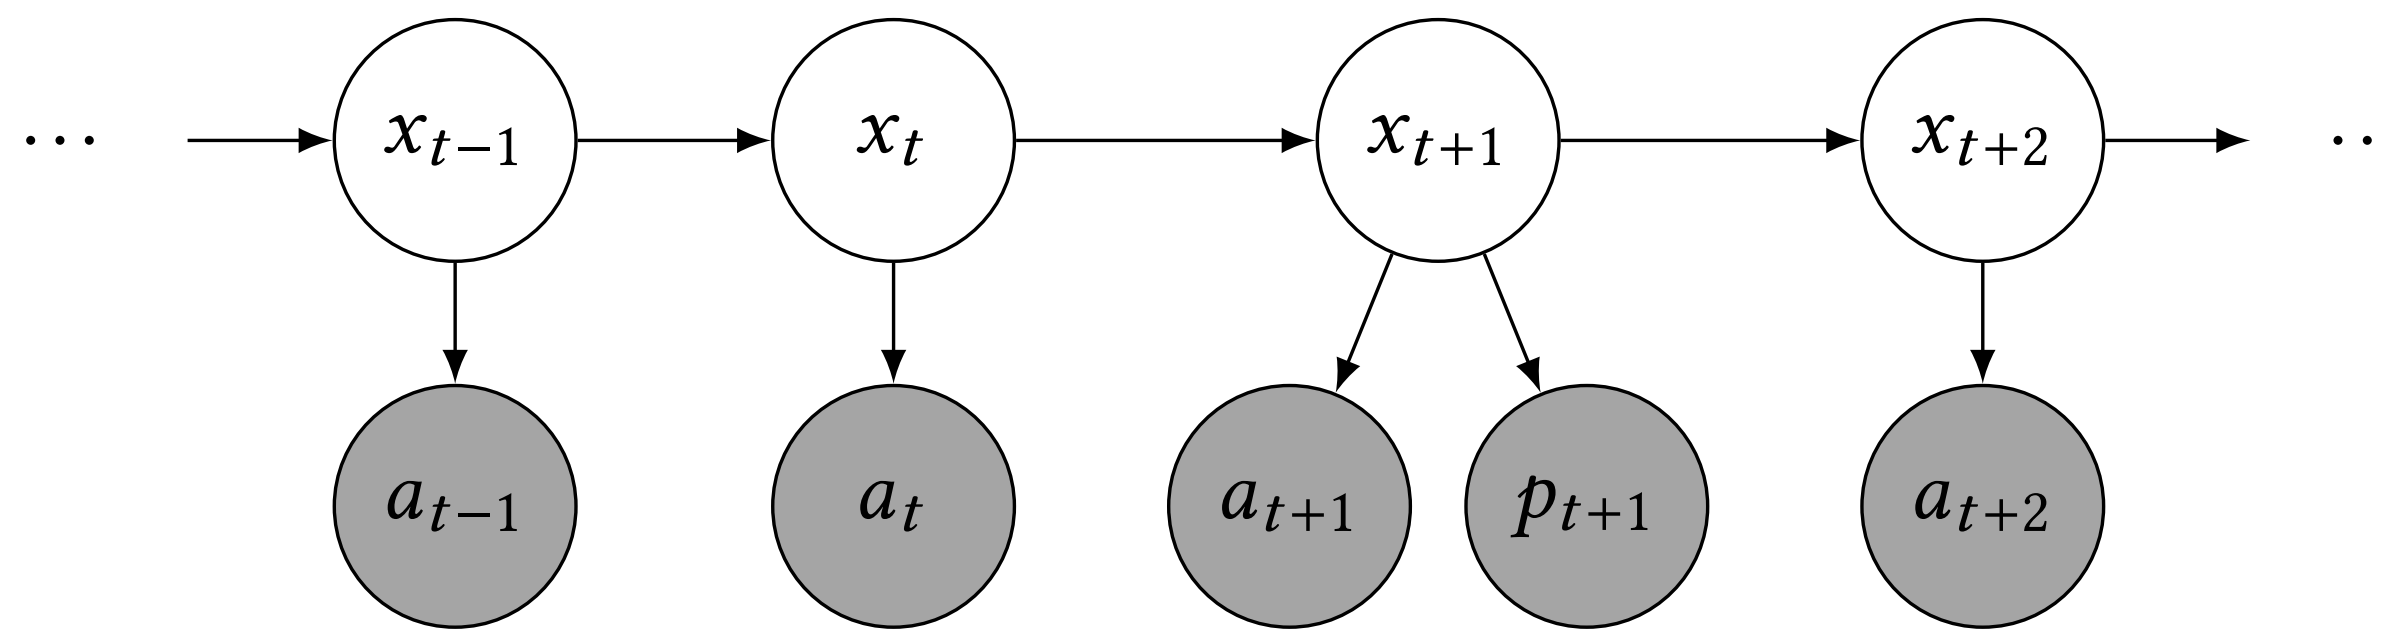 ··· x_{t−1} x_t x_{t+1} x_{t+2} ··
a_{t−1} a_t a_{t+1} p_{t+1} a_{t+2}